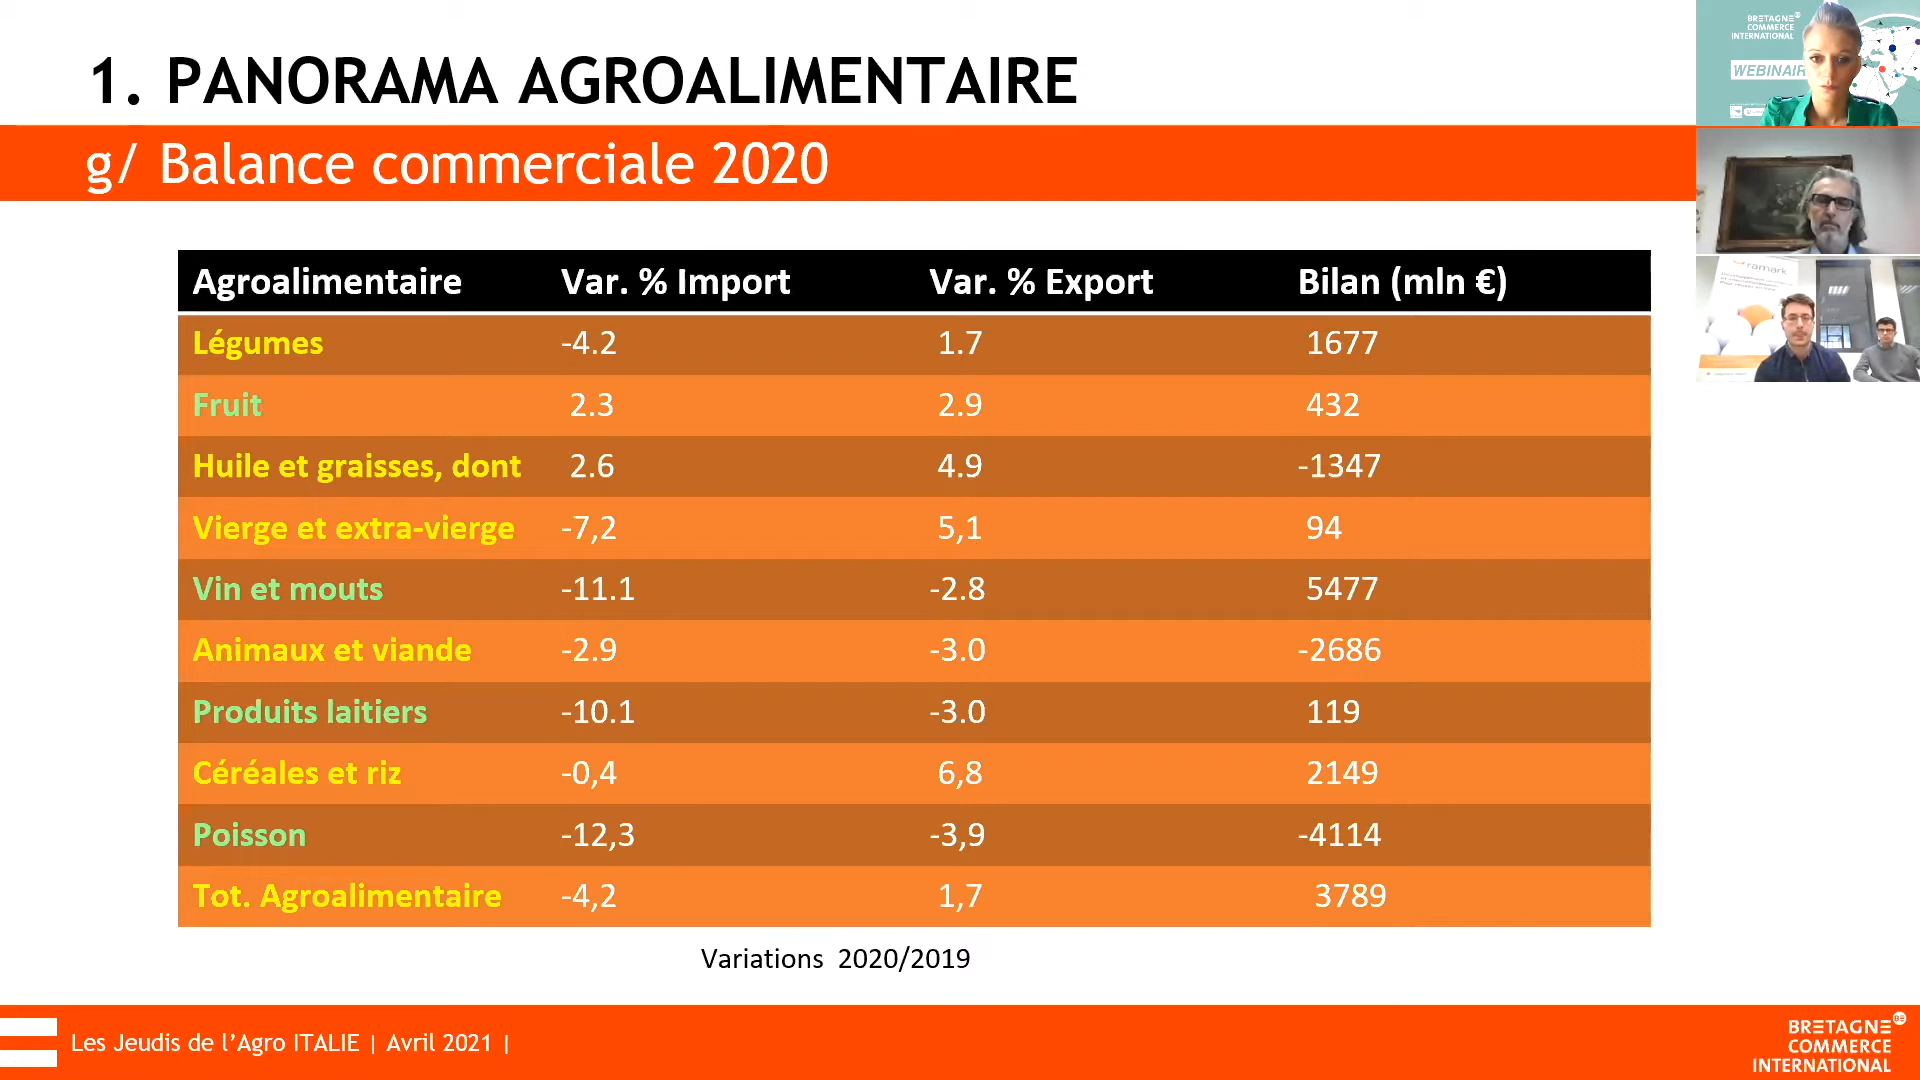 1. PANORAMA AGROALIMENTAIRE
g/ Balance commerciale 2020
Agroalimentaire Var. % Import Var. % Export Bilan (mln €)
Légumes -4.2 1.7 1677
Fruit 2.3 2.9 432
Huile et graisses, dont 2.6 4.9 -1347
Vierge et extra-vierge -7,2 5,1 94
Vin et mouts -11.1 -2.8 5477
Animaux et viande -2.9 -3.0 -2686
Produits laitiers -10.1 -3.0 119
Céréales et riz -0,4 6,8 2149
Poisson -12,3 -3,9 -4114
Tot. Agroalimentaire -4,2 1,7 3789
Variations 2020/2019
Les Jeudis de l’Agro ITALIE | Avril 2021 |
BRETAGNE
COMMERCE
INTERNATIONAL
BRETAGNE
COMMERCE
INTERNATIONAL
WEBINAIR
ramark